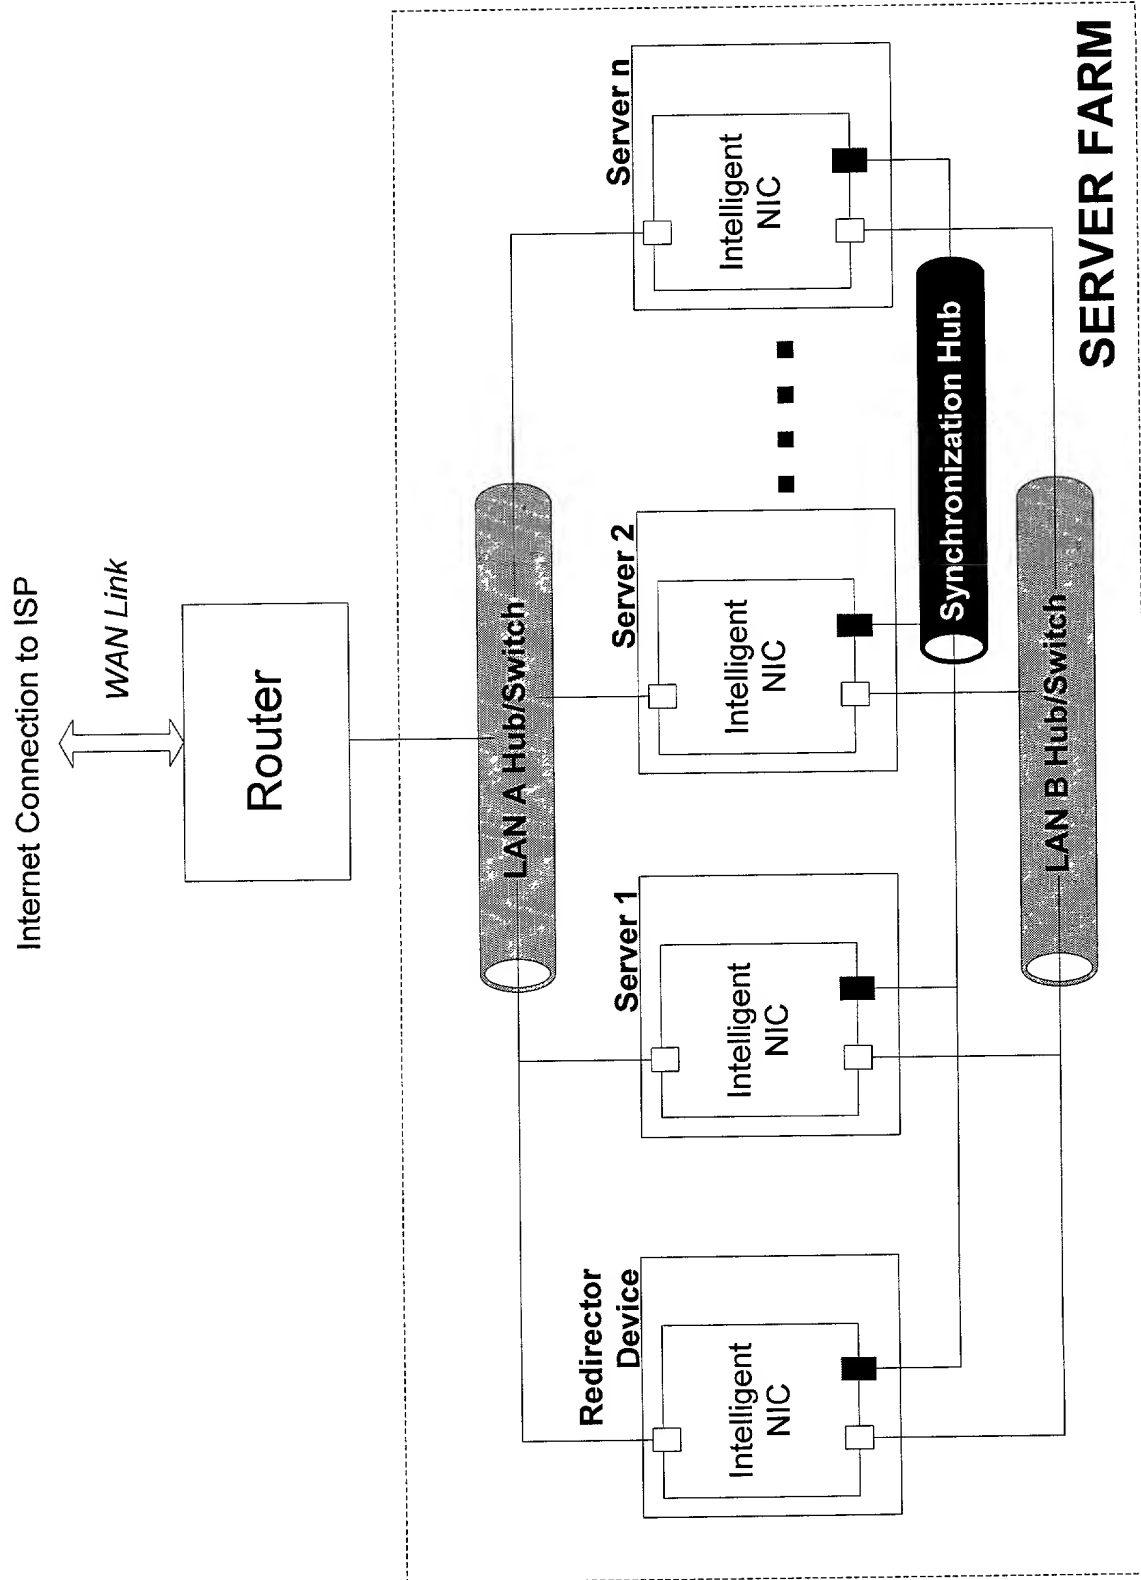 Internet Connection to ISP
WAN Link
Router
LAN A Hub/Switch
Redirector
Device
Server 1
Server 2
Server n
Intelligent
NIC
Intelligent
NIC
Intelligent
NIC
Intelligent
NIC
Synchronization Hub
LAN B Hub/Switch
SERVER FARM